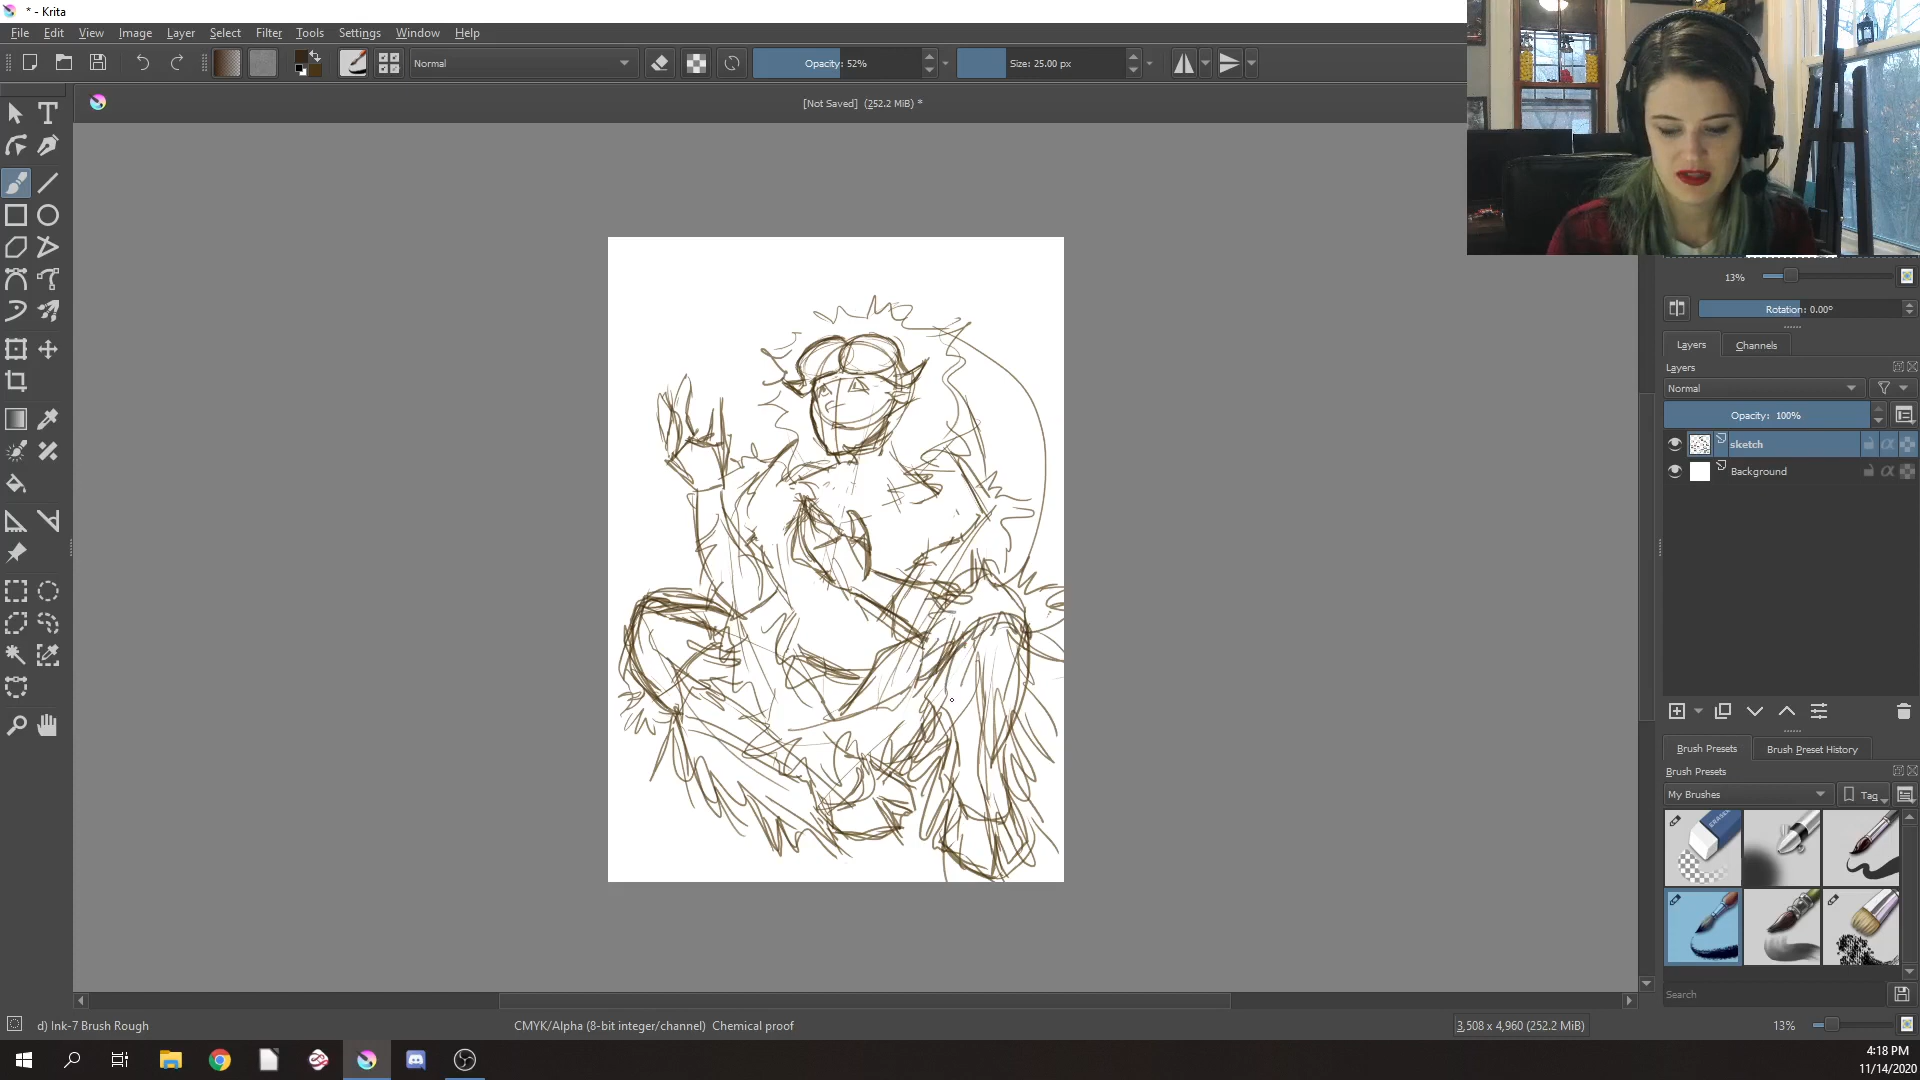 * - Krita
File Edit View Image Layer Select Filter Tools Settings Window Help
Normal
Opacity: 52%
Size: 25.00 px
[Not Saved] (252.2 MiB) *
13%
Rotation: 0.00°
Layers Channels
Layers
Normal
Opacity: 100%
sketch
Background
Brush Presets Brush Preset History
Brush Presets
My Brushes
Tag
ERASER
Search
d) Ink-7 Brush Rough
CMYK/Alpha (8-bit integer/channel) Chemical proof
3,508 x 4,960 (252.2 MiB)
13%
4:18 PM
11/14/2020